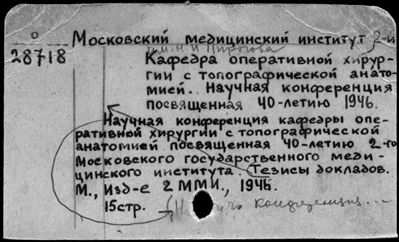 О
28718
Московский медицинский институт 2-й
им. Н.И Пирогова
Кафедра оперативной хирур-
гии с топографической анато-
мией.. Научная конференция
посвященная 40-летию 1946.
Научная конференция кафедры опе-
ративной хирургии с топографической
анатомией посвященная 40-летию 2-го
Московского государственного меди-
цинского института. Тезисы докладов.
М., Изд-е 2 ММИ., 1946.
15стр.
конференция...